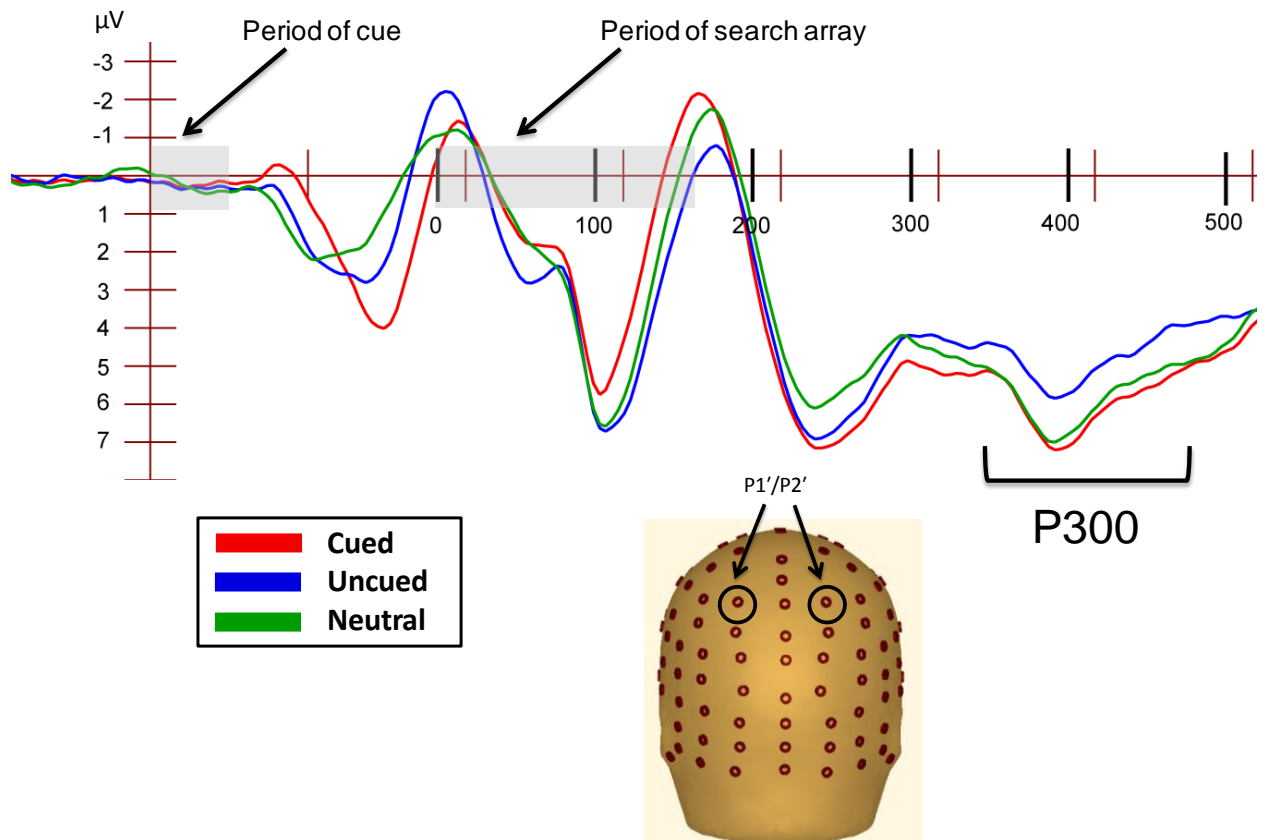 µV
Period of cue
Period of search array
-3
-2
-1
1
2
3
4
5
6
7
0
100
200
300
400
500
P300
P1′/P2′
Cued
Uncued
Neutral